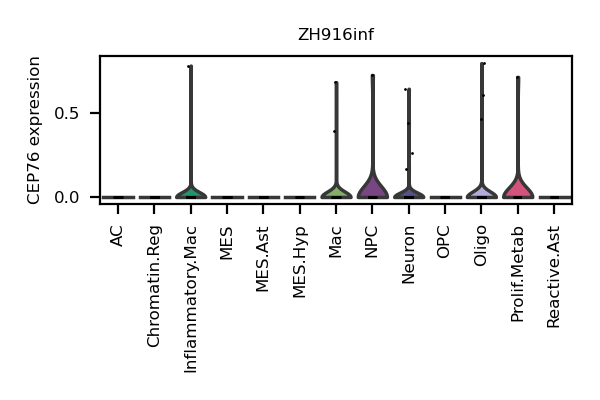 ZH916inf
CEP76 expression
0.5
0.0
AC
Chromatin.Reg
Inflammatory.Mac
MES
MES.Ast
MES.Hyp
Mac
NPC
Neuron
OPC
Oligo
Prolif.Metab
Reactive.Ast